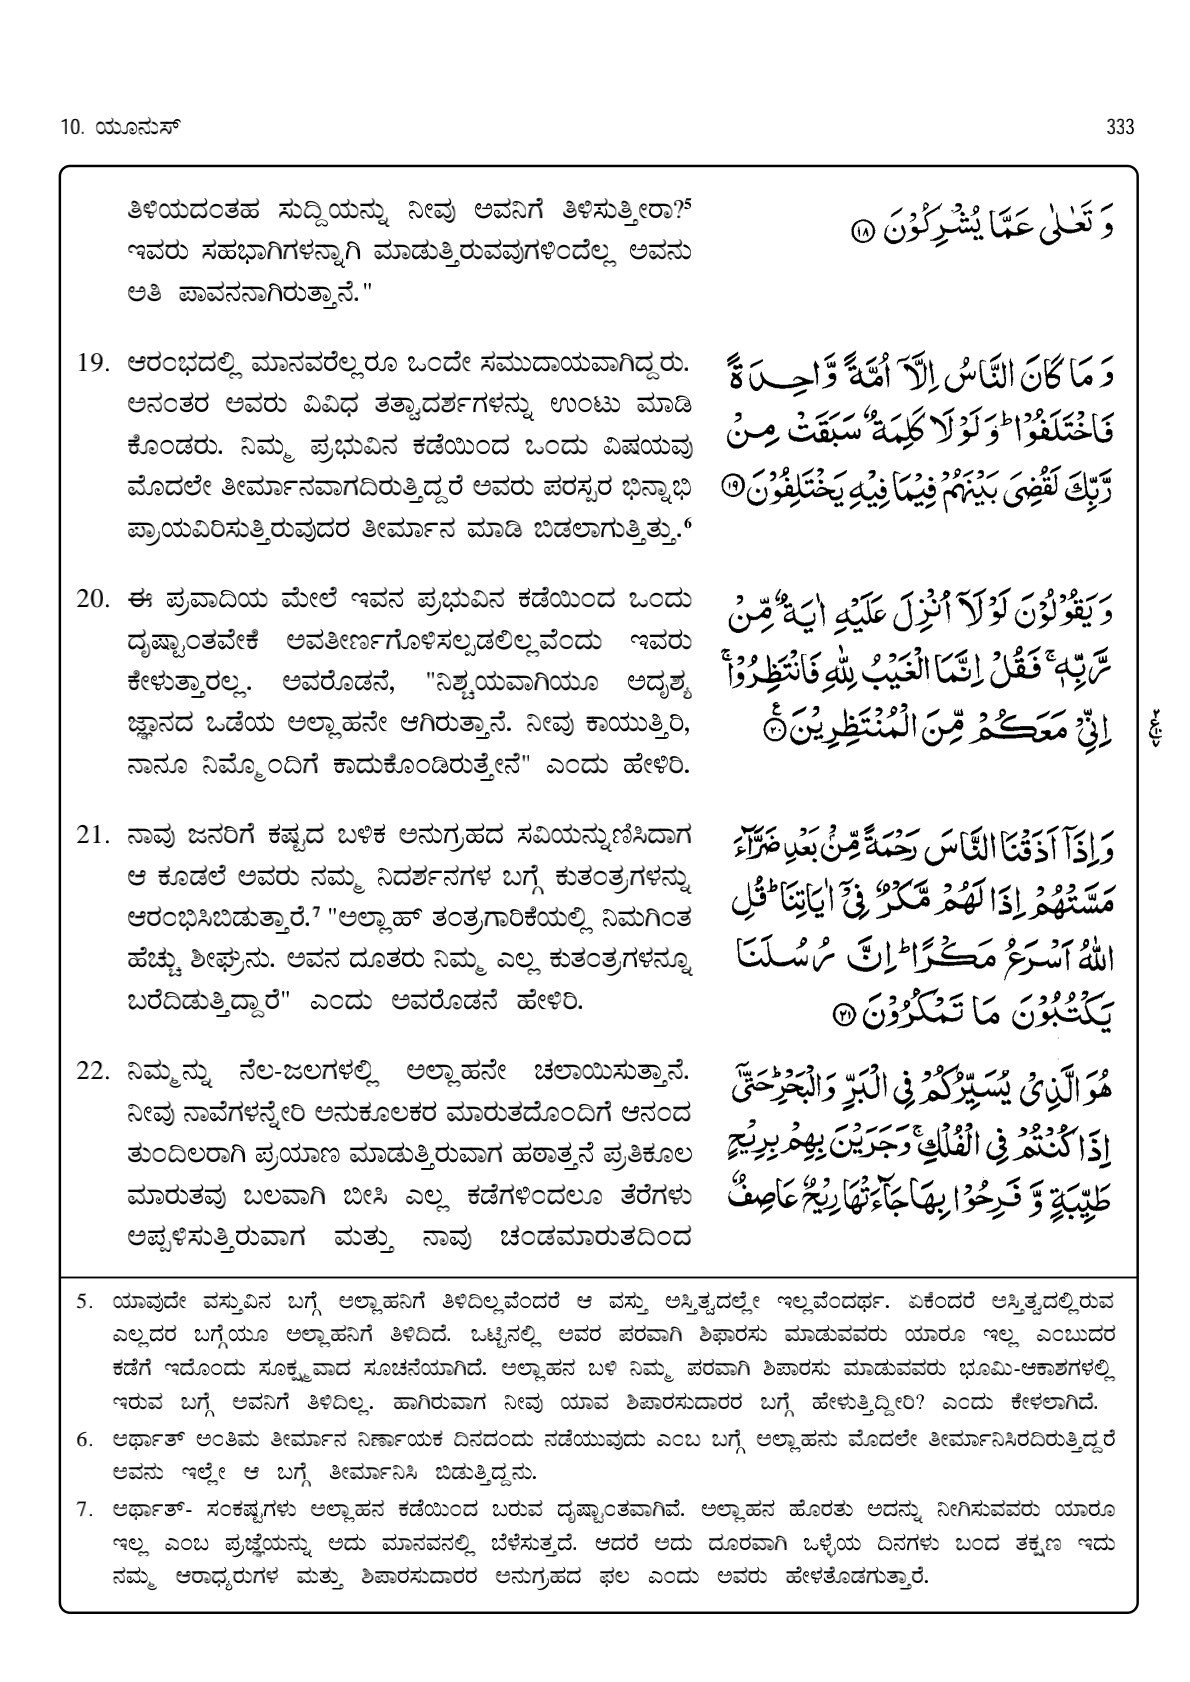 10. ಯೂನುಸ್ 333
ತಿಳಿಯದಂತಹ ಸುದ್ದಿಯನ್ನು ನೀವು ಅವನಿಗೆ ತಿಳಿಸುತ್ತೀರಾ?⁵
ಇವರು ಸಹಭಾಗಿಗಳನ್ನಾಗಿ ಮಾಡುತ್ತಿರುವವುಗಳಿಂದೆಲ್ಲ ಅವನು
ಅತಿ ಪಾವನನಾಗಿರುತ್ತಾನೆ."
وَ تَعٰلٰى عَمَّا يُشْرِكُوْنَ ﴿۱۸﴾
19. ಆರಂಭದಲ್ಲಿ ಮಾನವರೆಲ್ಲರೂ ಒಂದೇ ಸಮುದಾಯವಾಗಿದ್ದರು.
ಅನಂತರ ಅವರು ವಿವಿಧ ತತ್ವಾದರ್ಶಗಳನ್ನು ಉಂಟು ಮಾಡಿ
ಕೊಂಡರು. ನಿಮ್ಮ ಪ್ರಭುವಿನ ಕಡೆಯಿಂದ ಒಂದು ವಿಷಯವು
ಮೊದಲೇ ತೀರ್ಮಾನವಾಗದಿರುತ್ತಿದ್ದರೆ ಅವರು ಪರಸ್ಪರ ಭಿನ್ನಾಭಿ
ಪ್ರಾಯವಿರಿಸುತ್ತಿರುವುದರ ತೀರ್ಮಾನ ಮಾಡಿ ಬಿಡಲಾಗುತ್ತಿತ್ತು.⁶
وَ مَا كَانَ النَّاسُ اِلَّاۤ اُمَّةً وَّاحِدَةً
فَاخْتَلَفُوْا ؕ وَ لَوْ لَا كَلِمَةٌ سَبَقَتْ مِنْ
رَّبِّكَ لَقُضِىَ بَيْنَهُمْ فِيْمَا فِيْهِ يَخْتَلِفُوْنَ ﴿۱۹﴾
20. ಈ ಪ್ರವಾದಿಯ ಮೇಲೆ ಇವನ ಪ್ರಭುವಿನ ಕಡೆಯಿಂದ ಒಂದು
ದೃಷ್ಟಾಂತವೇಕೆ ಅವತೀರ್ಣಗೊಳಿಸಲ್ಪಡಲಿಲ್ಲವೆಂದು ಇವರು
ಕೇಳುತ್ತಾರಲ್ಲ. ಅವರೊಡನೆ, "ನಿಶ್ಚಯವಾಗಿಯೂ ಅದೃಶ್ಯ
ಜ್ಞಾನದ ಒಡೆಯ ಅಲ್ಲಾಹನೇ ಆಗಿರುತ್ತಾನೆ. ನೀವು ಕಾಯುತ್ತಿರಿ,
ನಾನೂ ನಿಮ್ಮೊಂದಿಗೆ ಕಾದುಕೊಂಡಿರುತ್ತೇನೆ" ಎಂದು ಹೇಳಿರಿ.
وَ يَقُوْلُوْنَ لَوْ لَاۤ اُنْزِلَ عَلَيْهِ اٰيَةٌ مِّنْ
رَّبِّهٖ ۚ فَقُلْ اِنَّمَا الْغَيْبُ لِلّٰهِ فَانْتَظِرُوْا ۚ
اِنِّىْ مَعَكُمْ مِّنَ الْمُنْتَظِرِيْنَ ﴿۲۰﴾
21. ನಾವು ಜನರಿಗೆ ಕಷ್ಟದ ಬಳಿಕ ಅನುಗ್ರಹದ ಸವಿಯನ್ನುಣಿಸಿದಾಗ
ಆ ಕೂಡಲೆ ಅವರು ನಮ್ಮ ನಿದರ್ಶನಗಳ ಬಗ್ಗೆ ಕುತಂತ್ರಗಳನ್ನು
ಆರಂಭಿಸಿಬಿಡುತ್ತಾರೆ.⁷ "ಅಲ್ಲಾಹ್ ತಂತ್ರಗಾರಿಕೆಯಲ್ಲಿ ನಿಮಗಿಂತ
ಹೆಚ್ಚು ಶೀಘ್ರನು. ಅವನ ದೂತರು ನಿಮ್ಮ ಎಲ್ಲ ಕುತಂತ್ರಗಳನ್ನೂ
ಬರೆದಿಡುತ್ತಿದ್ದಾರೆ" ಎಂದು ಅವರೊಡನೆ ಹೇಳಿರಿ.
وَ اِذَاۤ اَذَقْنَا النَّاسَ رَحْمَةً مِّنْۢ بَعْدِ ضَرَّآءَ
مَسَّتْهُمْ اِذَا لَهُمْ مَّكْرٌ فِىْۤ اٰيَاتِنَا ؕ قُلِ
اللّٰهُ اَسْرَعُ مَكْرًا ؕ اِنَّ رُسُلَنَا
يَكْتُبُوْنَ مَا تَمْكُرُوْنَ ﴿۲۱﴾
22. ನಿಮ್ಮನ್ನು ನೆಲ-ಜಲಗಳಲ್ಲಿ ಅಲ್ಲಾಹನೇ ಚಲಾಯಿಸುತ್ತಾನೆ.
ನೀವು ನಾವೆಗಳನ್ನೇರಿ ಅನುಕೂಲಕರ ಮಾರುತದೊಂದಿಗೆ ಆನಂದ
ತುಂದಿಲರಾಗಿ ಪ್ರಯಾಣ ಮಾಡುತ್ತಿರುವಾಗ ಹಠಾತ್ತನೆ ಪ್ರತಿಕೂಲ
ಮಾರುತವು ಬಲವಾಗಿ ಬೀಸಿ ಎಲ್ಲ ಕಡೆಗಳಿಂದಲೂ ತೆರೆಗಳು
ಅಪ್ಪಳಿಸುತ್ತಿರುವಾಗ ಮತ್ತು ನಾವು ಚಂಡಮಾರುತದಿಂದ
هُوَ الَّذِىْ يُسَيِّرُكُمْ فِى الْبَرِّ وَ الْبَحْرِ ؕ حَتّٰۤى
اِذَا كُنْتُمْ فِى الْفُلْكِ ۚ وَ جَرَيْنَ بِهِمْ بِرِيْحٍ
طَيِّبَةٍ وَّ فَرِحُوْا بِهَا جَآءَتْهَا رِيْحٌ عَاصِفٌ
5. ಯಾವುದೇ ವಸ್ತುವಿನ ಬಗ್ಗೆ ಅಲ್ಲಾಹನಿಗೆ ತಿಳಿದಿಲ್ಲವೆಂದರೆ ಆ ವಸ್ತು ಅಸ್ತಿತ್ವದಲ್ಲೇ ಇಲ್ಲವೆಂದರ್ಥ. ಏಕೆಂದರೆ ಅಸ್ತಿತ್ವದಲ್ಲಿರುವ
ಎಲ್ಲದರ ಬಗ್ಗೆಯೂ ಅಲ್ಲಾಹನಿಗೆ ತಿಳಿದಿದೆ. ಒಟ್ಟಿನಲ್ಲಿ ಅವರ ಪರವಾಗಿ ಶಿಫಾರಸು ಮಾಡುವವರು ಯಾರೂ ಇಲ್ಲ ಎಂಬುದರ
ಕಡೆಗೆ ಇದೊಂದು ಸೂಕ್ಷ್ಮವಾದ ಸೂಚನೆಯಾಗಿದೆ. ಅಲ್ಲಾಹನ ಬಳಿ ನಿಮ್ಮ ಪರವಾಗಿ ಶಿಪಾರಸು ಮಾಡುವವರು ಭೂಮಿ-ಆಕಾಶಗಳಲ್ಲಿ
ಇರುವ ಬಗ್ಗೆ ಅವನಿಗೆ ತಿಳಿದಿಲ್ಲ. ಹಾಗಿರುವಾಗ ನೀವು ಯಾವ ಶಿಪಾರಸುದಾರರ ಬಗ್ಗೆ ಹೇಳುತ್ತಿದ್ದೀರಿ? ಎಂದು ಕೇಳಲಾಗಿದೆ.
6. ಅರ್ಥಾತ್ ಅಂತಿಮ ತೀರ್ಮಾನ ನಿರ್ಣಾಯಕ ದಿನದಂದು ನಡೆಯುವುದು ಎಂಬ ಬಗ್ಗೆ ಅಲ್ಲಾಹನು ಮೊದಲೇ ತೀರ್ಮಾನಿಸಿರದಿರುತ್ತಿದ್ದರೆ
ಅವನು ಇಲ್ಲೇ ಆ ಬಗ್ಗೆ ತೀರ್ಮಾನಿಸಿ ಬಿಡುತ್ತಿದ್ದನು.
7. ಅರ್ಥಾತ್- ಸಂಕಷ್ಟಗಳು ಅಲ್ಲಾಹನ ಕಡೆಯಿಂದ ಬರುವ ದೃಷ್ಟಾಂತವಾಗಿವೆ. ಅಲ್ಲಾಹನ ಹೊರತು ಅದನ್ನು ನೀಗಿಸುವವರು ಯಾರೂ
ಇಲ್ಲ ಎಂಬ ಪ್ರಜ್ಞೆಯನ್ನು ಅದು ಮಾನವನಲ್ಲಿ ಬೆಳೆಸುತ್ತದೆ. ಆದರೆ ಅದು ದೂರವಾಗಿ ಒಳ್ಳೆಯ ದಿನಗಳು ಬಂದ ತಕ್ಷಣ ಇದು
ನಮ್ಮ ಆರಾಧ್ಯರುಗಳ ಮತ್ತು ಶಿಪಾರಸುದಾರರ ಅನುಗ್ರಹದ ಫಲ ಎಂದು ಅವರು ಹೇಳತೊಡಗುತ್ತಾರೆ.